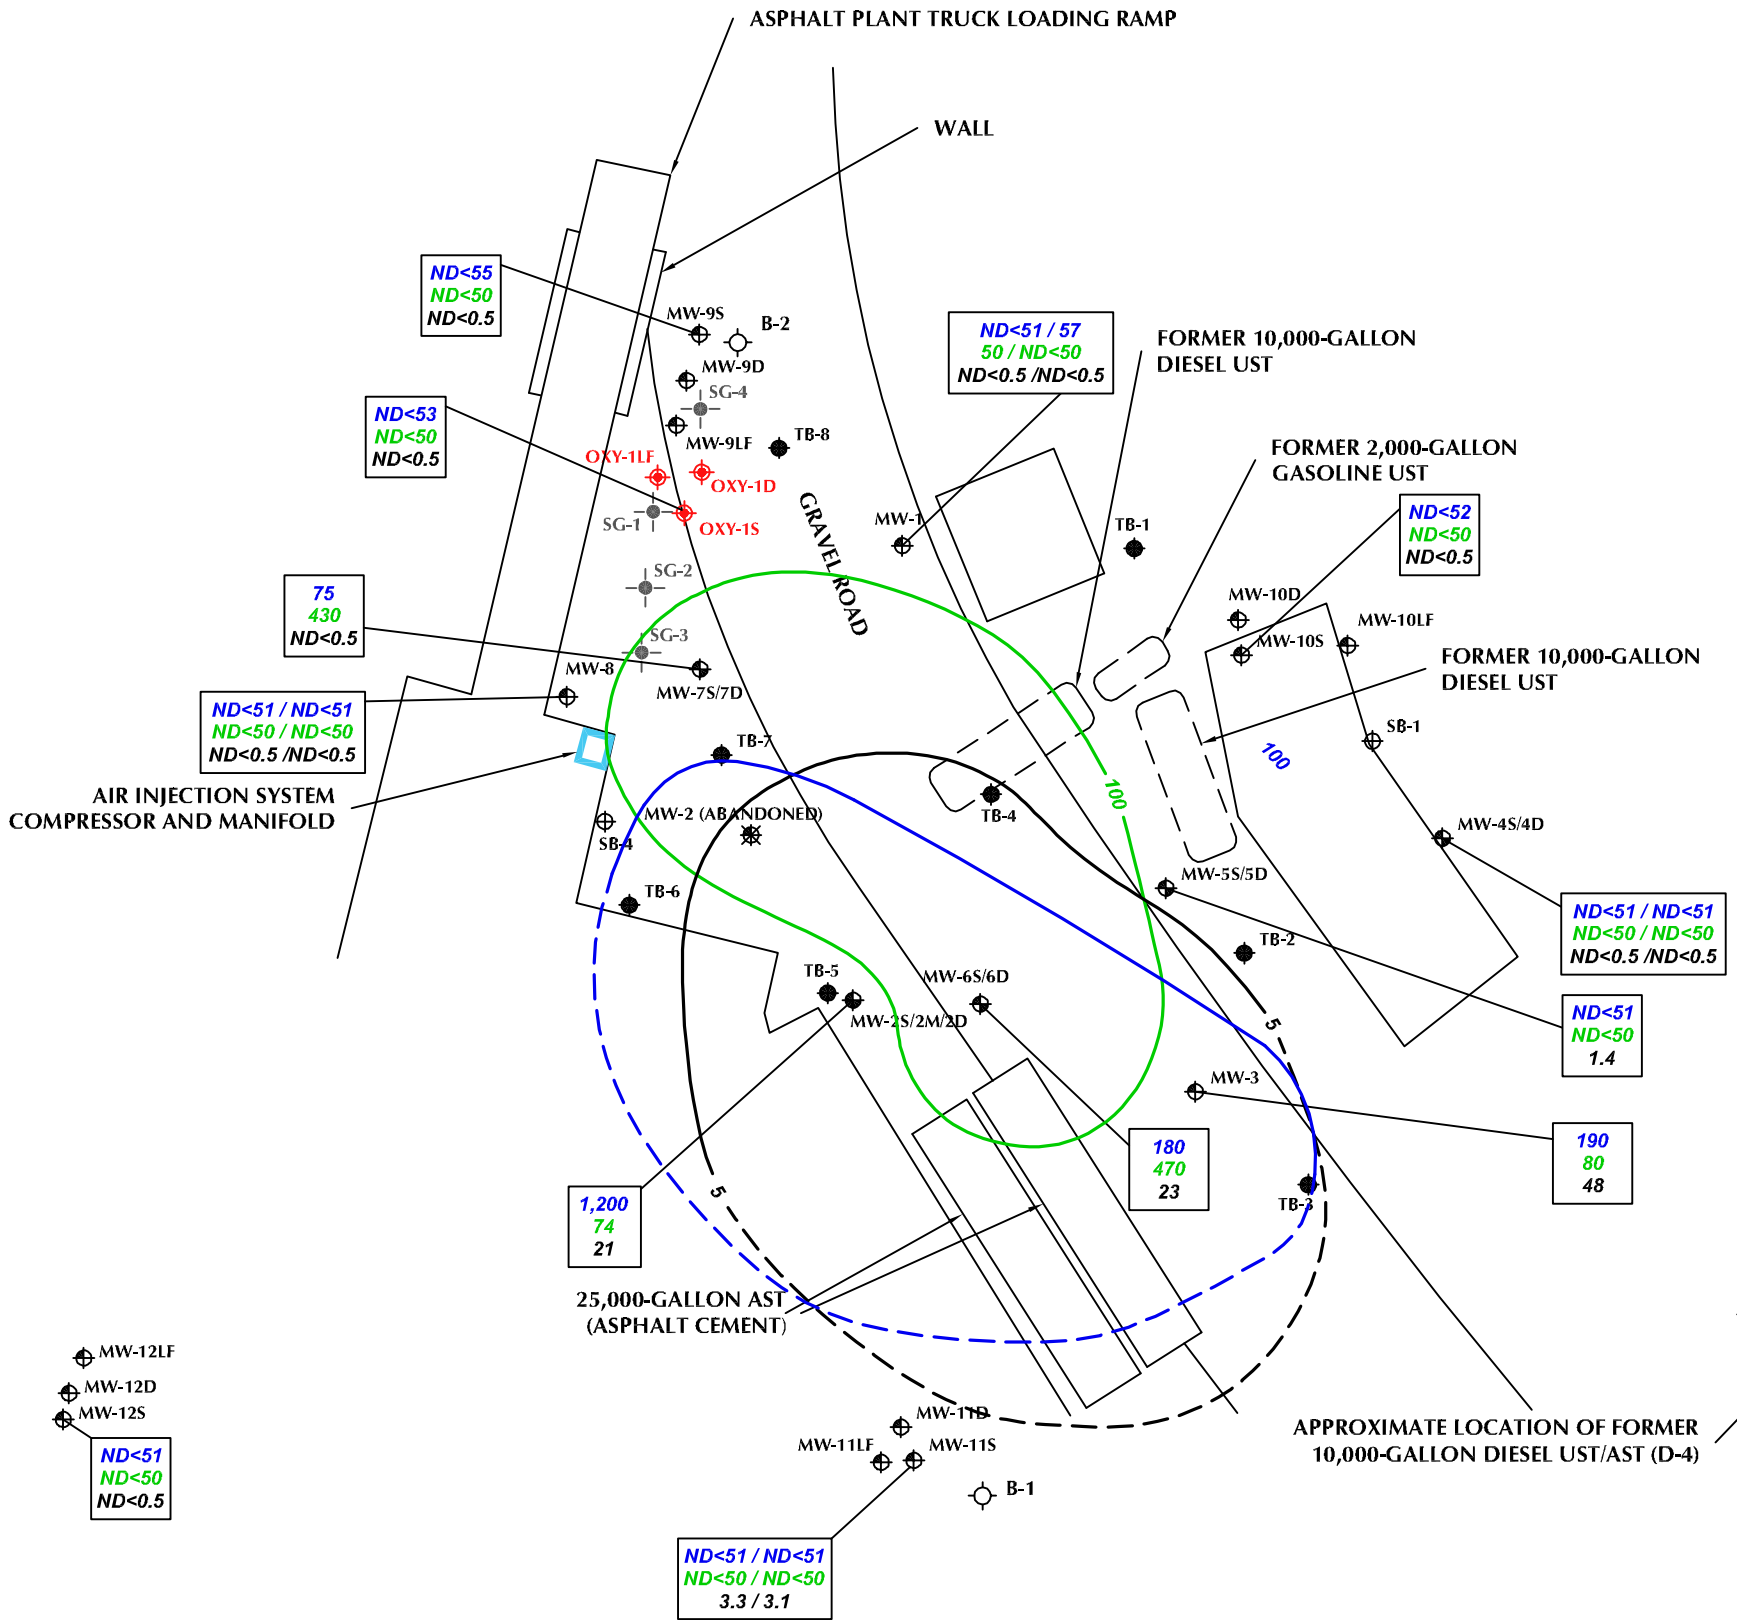 ASPHALT PLANT TRUCK LOADING RAMP
WALL
ND<55
ND<50
ND<0.5
MW-9S
B-2
MW-9D
SG-4
MW-9LF
TB-8
ND<53
ND<50
ND<0.5
OXY-1LF
OXY-1D
SG-1
OXY-1S
GRAVEL ROAD
ND<51 / 57
50 / ND<50
ND<0.5 /ND<0.5
FORMER 10,000-GALLON
DIESEL UST
FORMER 2,000-GALLON
GASOLINE UST
MW-1
TB-1
ND<52
ND<50
ND<0.5
SG-2
75
430
ND<0.5
SG-3
MW-8
MW-7S/7D
MW-10D
MW-10S
MW-10LF
FORMER 10,000-GALLON
DIESEL UST
ND<51 / ND<51
ND<50 / ND<50
ND<0.5 /ND<0.5
TB-7
SB-1
100
100
AIR INJECTION SYSTEM
COMPRESSOR AND MANIFOLD
MW-2 (ABANDONED)
SB-4
TB-4
MW-4S/4D
TB-6
MW-5S/5D
ND<51 / ND<51
ND<50 / ND<50
ND<0.5 /ND<0.5
TB-2
TB-5
MW-6S/6D
MW-2S/2M/2D
5
ND<51
ND<50
1.4
MW-3
190
80
48
180
470
23
TB-3
5
1,200
74
21
25,000-GALLON AST
(ASPHALT CEMENT)
MW-12LF
MW-12D
MW-12S
ND<51
ND<50
ND<0.5
MW-11D
MW-11LF
MW-11S
B-1
APPROXIMATE LOCATION OF FORMER
10,000-GALLON DIESEL UST/AST (D-4)
ND<51 / ND<51
ND<50 / ND<50
3.3 / 3.1